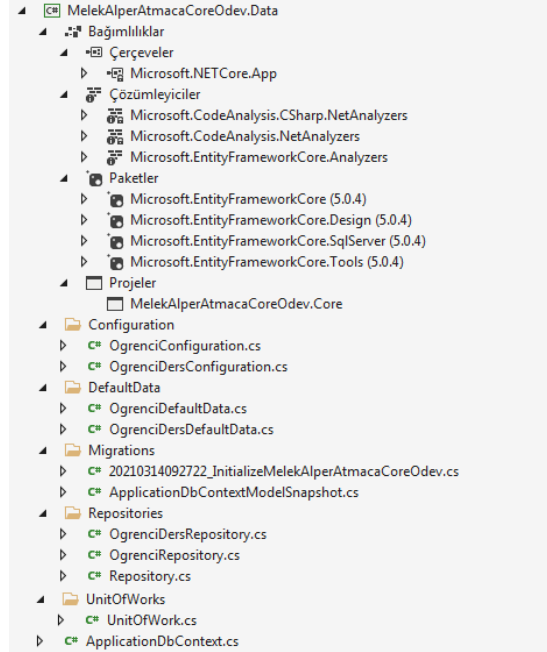 C# MelekAlperAtmacaCoreOdev.Data
Bağımlılıklar
Çerçeveler
Microsoft.NETCore.App
Çözümleyiciler
Microsoft.CodeAnalysis.CSharp.NetAnalyzers
Microsoft.CodeAnalysis.NetAnalyzers
Microsoft.EntityFrameworkCore.Analyzers
Paketler
Microsoft.EntityFrameworkCore (5.0.4)
Microsoft.EntityFrameworkCore.Design (5.0.4)
Microsoft.EntityFrameworkCore.SqlServer (5.0.4)
Microsoft.EntityFrameworkCore.Tools (5.0.4)
Projeler
MelekAlperAtmacaCoreOdev.Core
Configuration
C# OgrenciConfiguration.cs
C# OgrenciDersConfiguration.cs
DefaultData
C# OgrenciDefaultData.cs
C# OgrenciDersDefaultData.cs
Migrations
C# 20210314092722_InitializeMelekAlperAtmacaCoreOdev.cs
C# ApplicationDbContextModelSnapshot.cs
Repositories
C# OgrenciDersRepository.cs
C# OgrenciRepository.cs
C# Repository.cs
UnitOfWorks
C# UnitOfWork.cs
C# ApplicationDbContext.cs